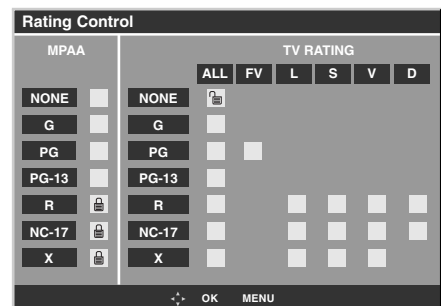 Rating Control
MPAA TV RATING
ALL FV L S V D
NONE NONE
G G
PG PG
PG-13 PG-13
R R
NC-17 NC-17
X X
OK MENU